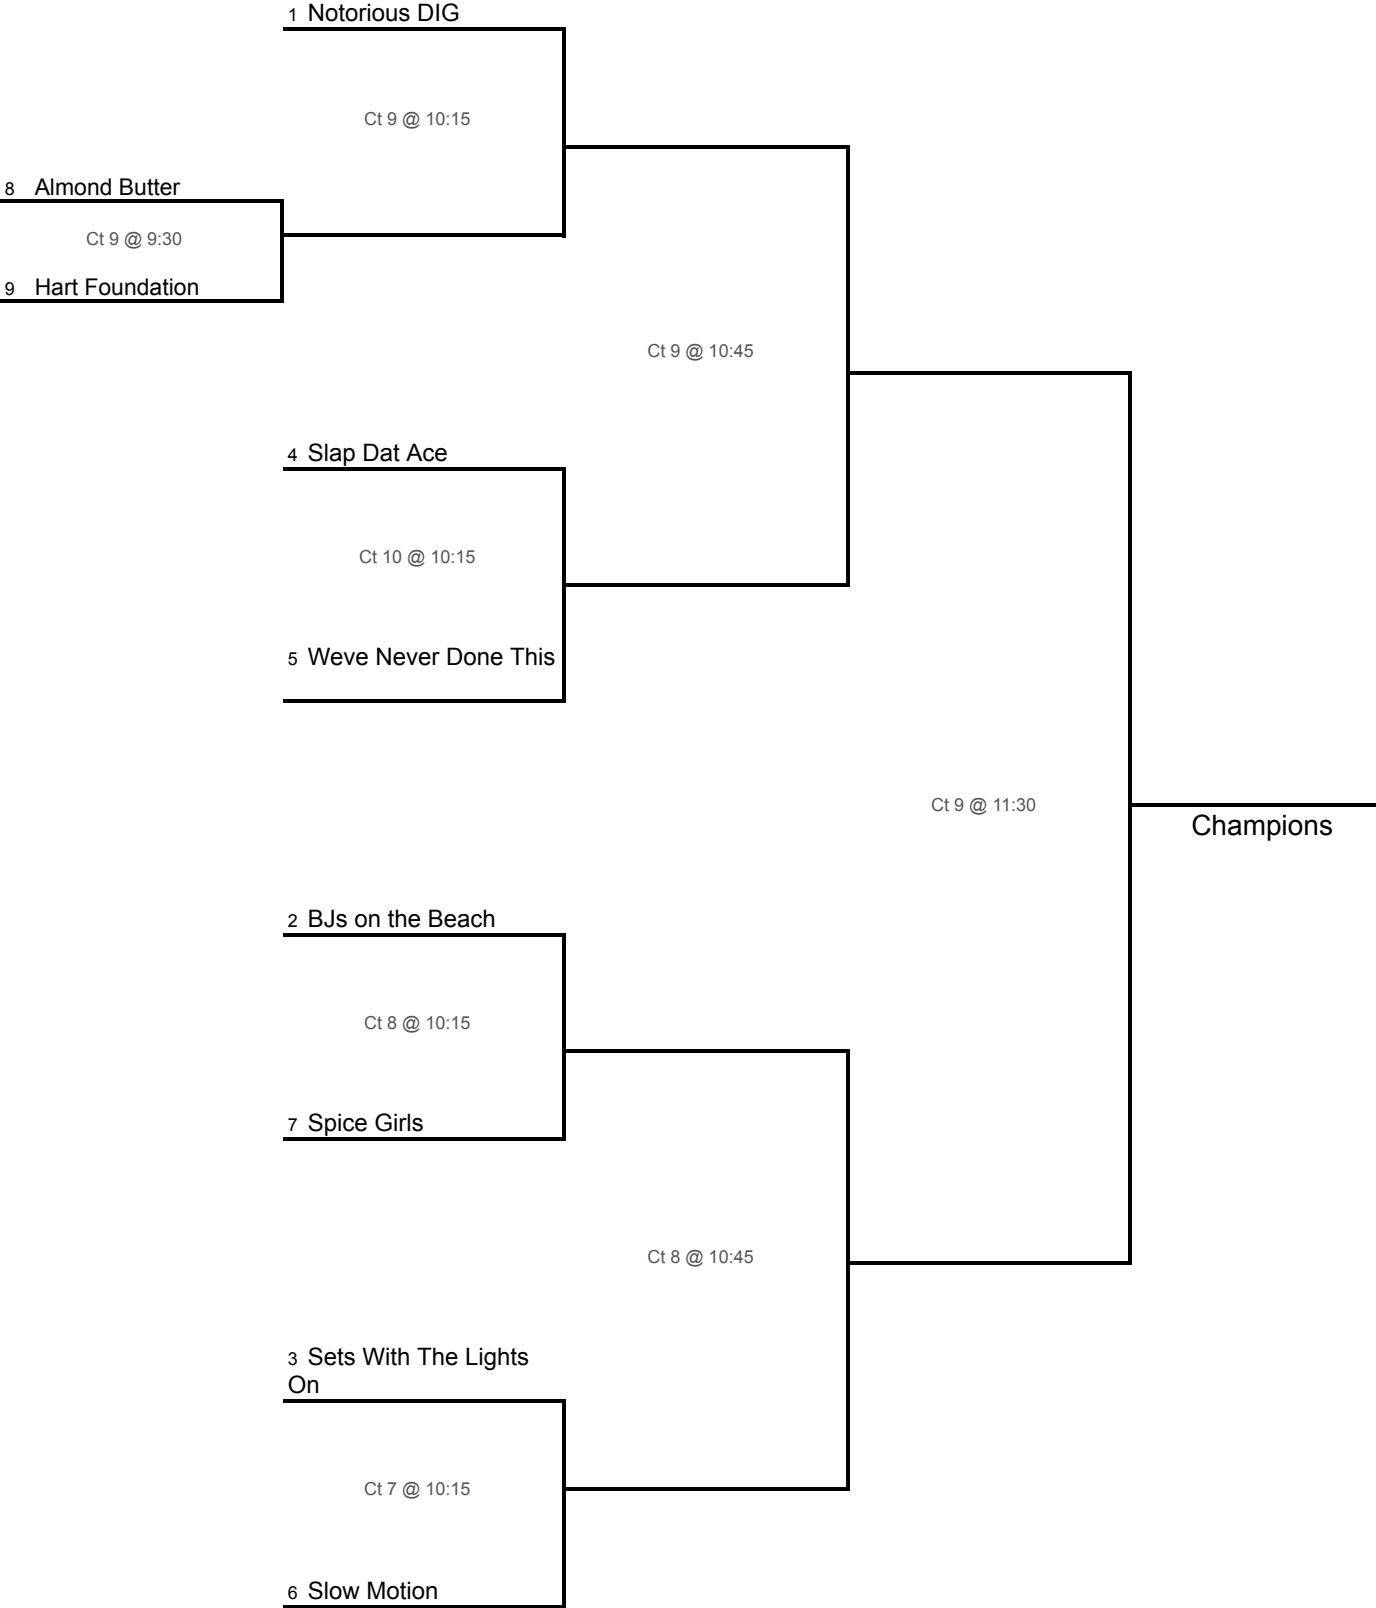 1 Notorious DIG
Ct 9 @ 10:15
8 Almond Butter
Ct 9 @ 9:30
9 Hart Foundation
Ct 9 @ 10:45
4 Slap Dat Ace
Ct 10 @ 10:15
5 Weve Never Done This
Ct 9 @ 11:30
Champions
2 BJs on the Beach
Ct 8 @ 10:15
7 Spice Girls
Ct 8 @ 10:45
3 Sets With The Lights
On
Ct 7 @ 10:15
6 Slow Motion